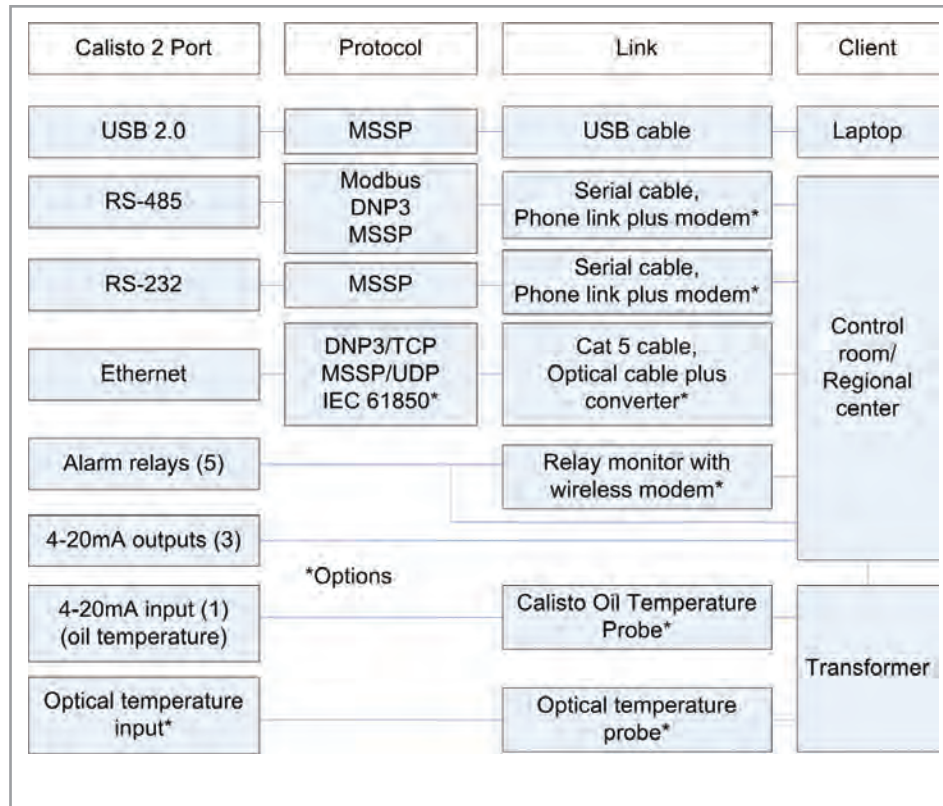 Calisto 2 Port
Protocol
Link
Client
USB 2.0
MSSP
USB cable
Laptop
RS-485
Modbus
DNP3
MSSP
Serial cable,
Phone link plus modem*
RS-232
MSSP
Serial cable,
Phone link plus modem*
Ethernet
DNP3/TCP
MSSP/UDP
IEC 61850*
Cat 5 cable,
Optical cable plus
converter*
Control
room/
Regional
center
Alarm relays (5)
Relay monitor with
wireless modem*
4-20mA outputs (3)
*Options
4-20mA input (1)
(oil temperature)
Calisto Oil Temperature
Probe*
Transformer
Optical temperature
input*
Optical temperature
probe*